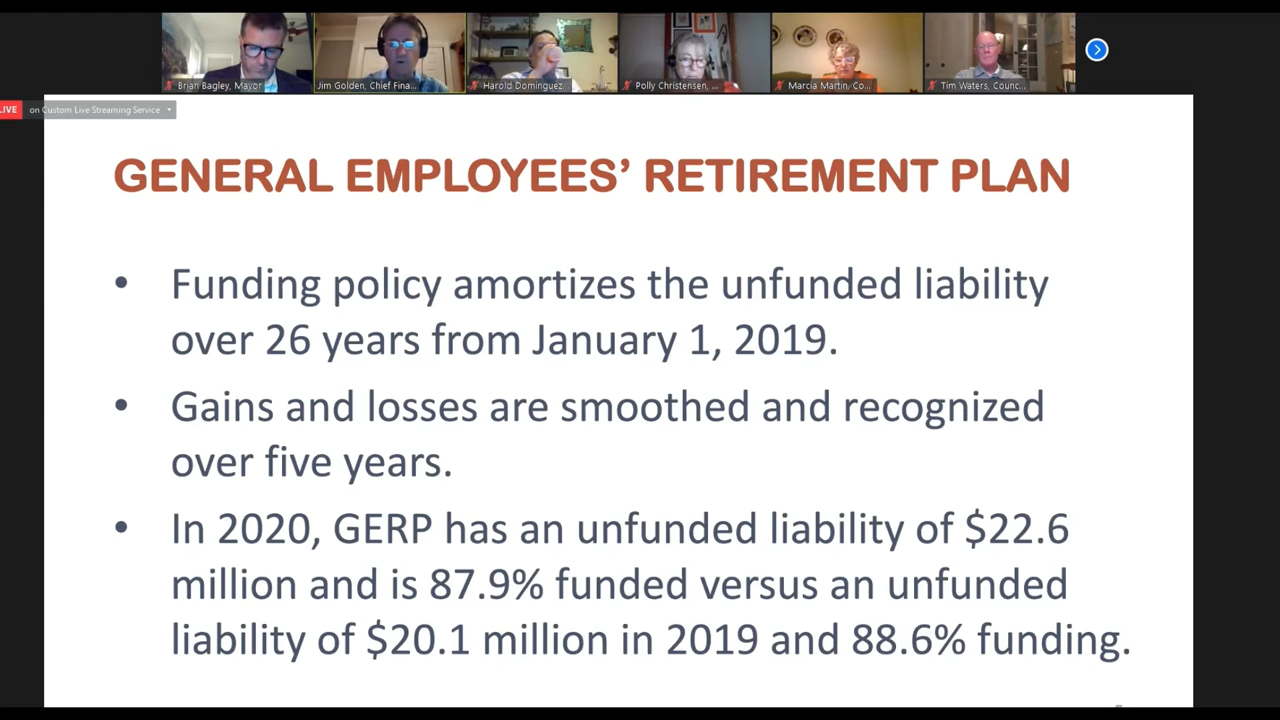 Brian Bagley, Mayor
Jim Golden, Chief Fina...
Harold Dominguez...
Polly Christensen, ...
Marcia Martin, Co...
Tim Waters, Counc...
LIVE on Custom Live Streaming Service
GENERAL EMPLOYEES’ RETIREMENT PLAN
• Funding policy amortizes the unfunded liability
over 26 years from January 1, 2019.
• Gains and losses are smoothed and recognized
over five years.
• In 2020, GERP has an unfunded liability of $22.6
million and is 87.9% funded versus an unfunded
liability of $20.1 million in 2019 and 88.6% funding.